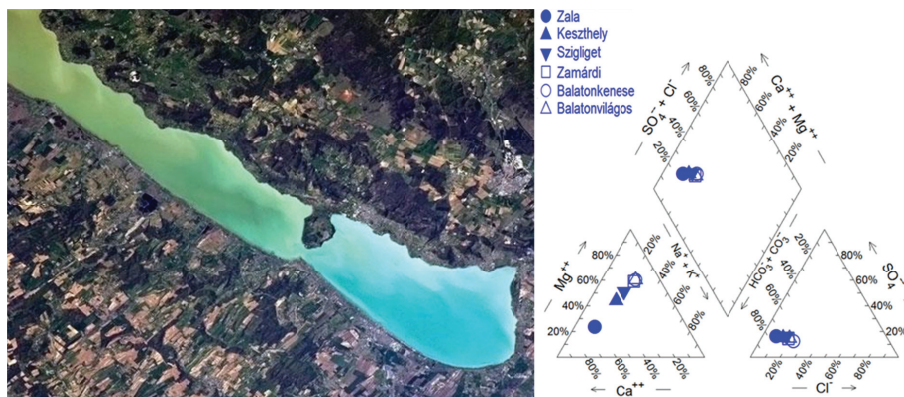 Zala
Keszthely
Szigliget
Zamárdi
Balatonkenese
Balatonvilágos
80%
60%
40%
20%
SO₄⁻ + Cl⁻
80%
60%
40%
20%
Ca⁺⁺ + Mg⁺⁺
Mg⁺⁺
80%
60%
40%
20%
20%
40%
60%
80%
Na⁺ + K⁺
80%
60%
40%
20%
Ca⁺⁺
HCO₃⁻ + CO₃⁻
20%
40%
60%
80%
80%
60%
40%
20%
SO₄⁻
20%
40%
60%
80%
Cl⁻